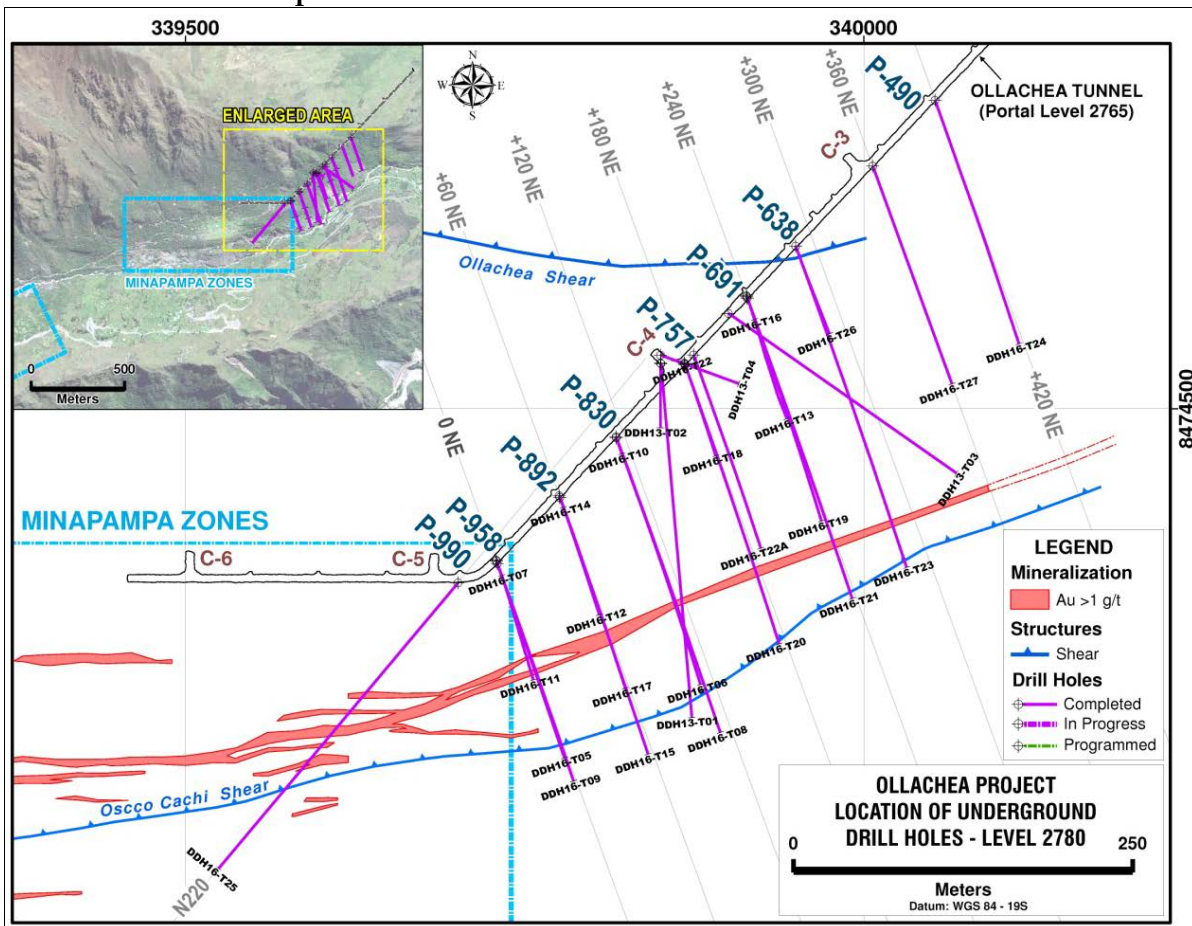 339500
340000
ENLARGED AREA
MINAPAMPA ZONES
0 500
Meters
N
W E
S
+60 NE
+120 NE
+180 NE
+240 NE
+300 NE
+360 NE
P-490
OLLACHEA TUNNEL
(Portal Level 2765)
C-3
P-638
Ollachea Shear
P-691
DDH16-T16
DDH16-T26
DDH16-T24
P-757
C-4
DDH16-T22
DDH13-T04
DDH16-T27
+420 NE
8474500
P-830
DDH13-T02
DDH16-T13
0 NE
DDH16-T10
DDH16-T18
DDH13-T03
P-892
DDH16-T14
DDH16-T19
MINAPAMPA ZONES
P-958
P-990
C-6
C-5
DDH16-T07
DDH16-T22A
DDH16-T23
DDH16-T12
DDH16-T21
DDH16-T20
DDH16-T11
DDH16-T17
DDH16-T06
DDH13-T01
DDH16-T08
DDH16-T05
DDH16-T15
DDH16-T09
Oscco Cachi Shear
DDH16-T25
N220
LEGEND
Mineralization
Au >1 g/t
Structures
Shear
Drill Holes
Completed
In Progress
Programmed
OLLACHEA PROJECT
LOCATION OF UNDERGROUND
DRILL HOLES - LEVEL 2780
0 250
Meters
Datum: WGS 84 - 19S